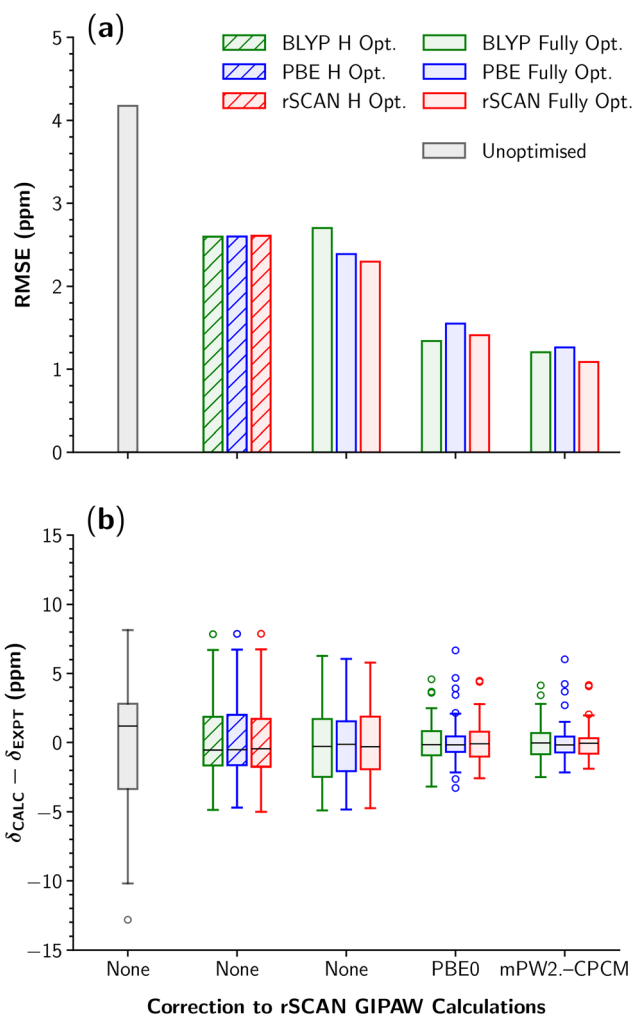 (a)
BLYP H Opt. BLYP Fully Opt.
PBE H Opt. PBE Fully Opt.
rSCAN H Opt. rSCAN Fully Opt.
Unoptimised
RMSE (ppm)
5
4
3
2
1
0
(b)
δCALC − δEXPT (ppm)
15
10
5
0
−5
−10
−15
None None None PBE0 mPW2.–CPCM
Correction to rSCAN GIPAW Calculations